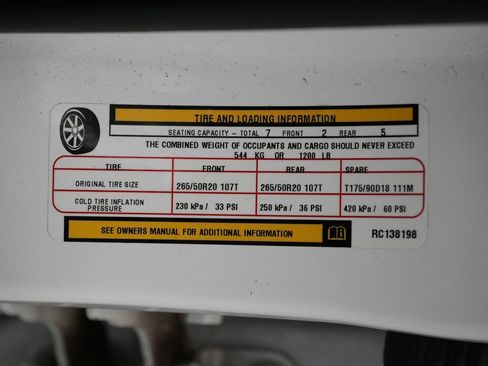 TIRE AND LOADING INFORMATION
SEATING CAPACITY - TOTAL 7 FRONT 2 REAR 5
THE COMBINED WEIGHT OF OCCUPANTS AND CARGO SHOULD NEVER EXCEED
544 KG OR 1200 LB
TIRE FRONT REAR SPARE
ORIGINAL TIRE SIZE 265/50R20 107T 265/50R20 107T T175/90D18 111M
COLD TIRE INFLATION PRESSURE 230 kPa / 33 PSI 250 kPa / 36 PSI 420 kPa / 60 PSI
SEE OWNERS MANUAL FOR ADDITIONAL INFORMATION RC138198